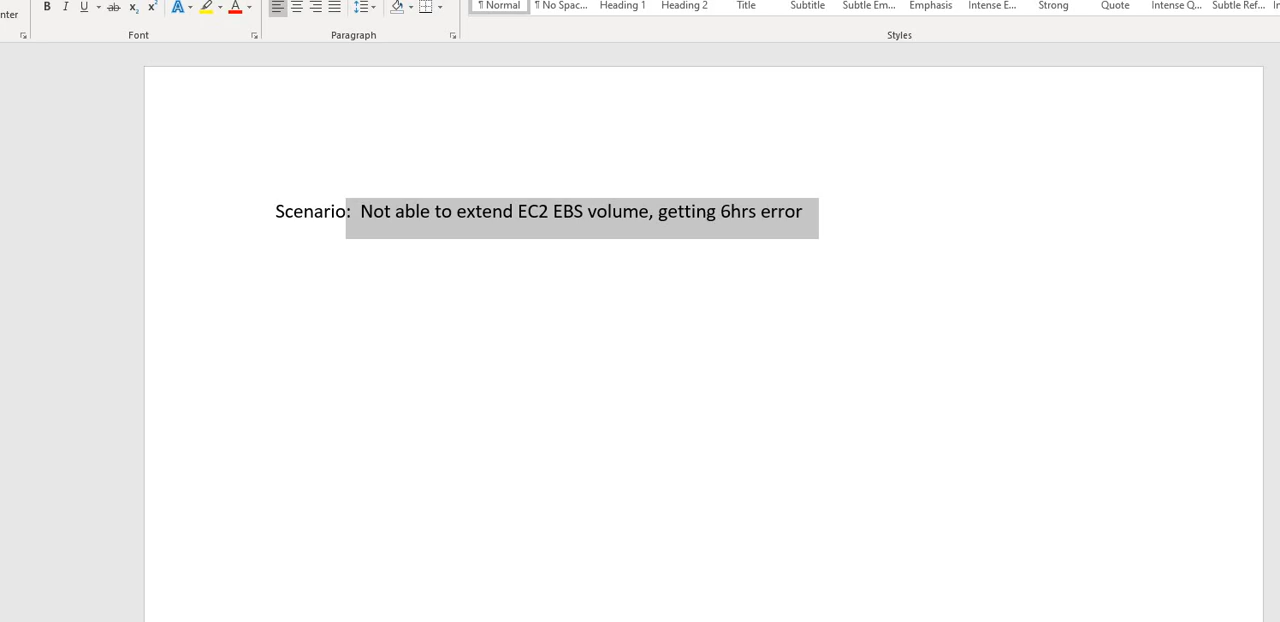 nter
B I U ab x₂ x² A A
Font
Paragraph
¶ Normal
¶ No Spac...
Heading 1
Heading 2
Title
Subtitle
Subtle Em...
Emphasis
Intense E...
Strong
Quote
Intense Q...
Subtle Ref...
In
Styles
Scenario:  Not able to extend EC2 EBS volume, getting 6hrs error